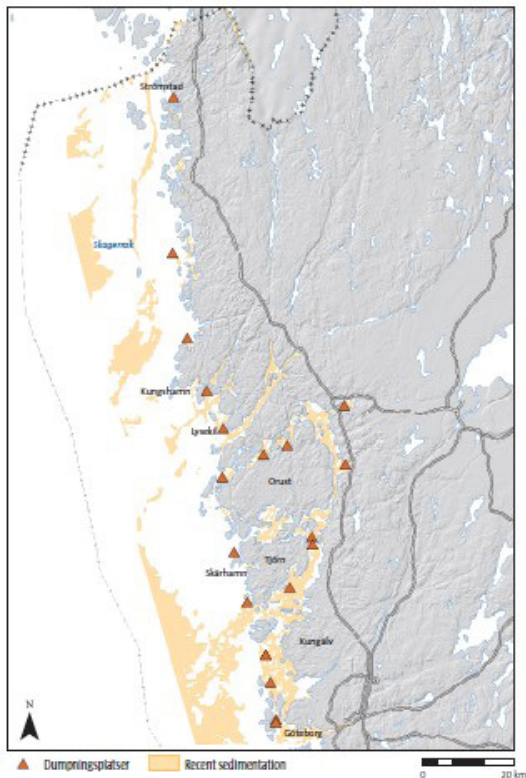 Strömstad
Skagerrak
Kungshamn
Lysekil
Orust
Tjörn
Skärhamn
Kungälv
Göteborg
N
Dumpningsplatser
Recent sedimentation
0 20 km